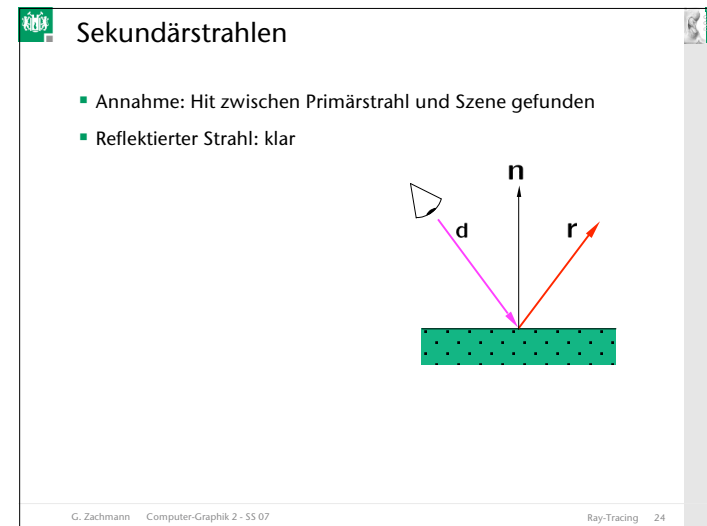 Sekundärstrahlen
Annahme: Hit zwischen Primärstrahl und Szene gefunden
Reflektierter Strahl: klar
n
d
r
G. Zachmann Computer-Graphik 2 - SS 07
Ray-Tracing 24